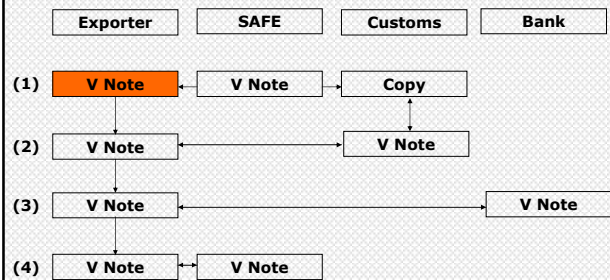 Exporter SAFE Customs Bank
(1) V Note V Note Copy
(2) V Note V Note
(3) V Note V Note
(4) V Note V Note